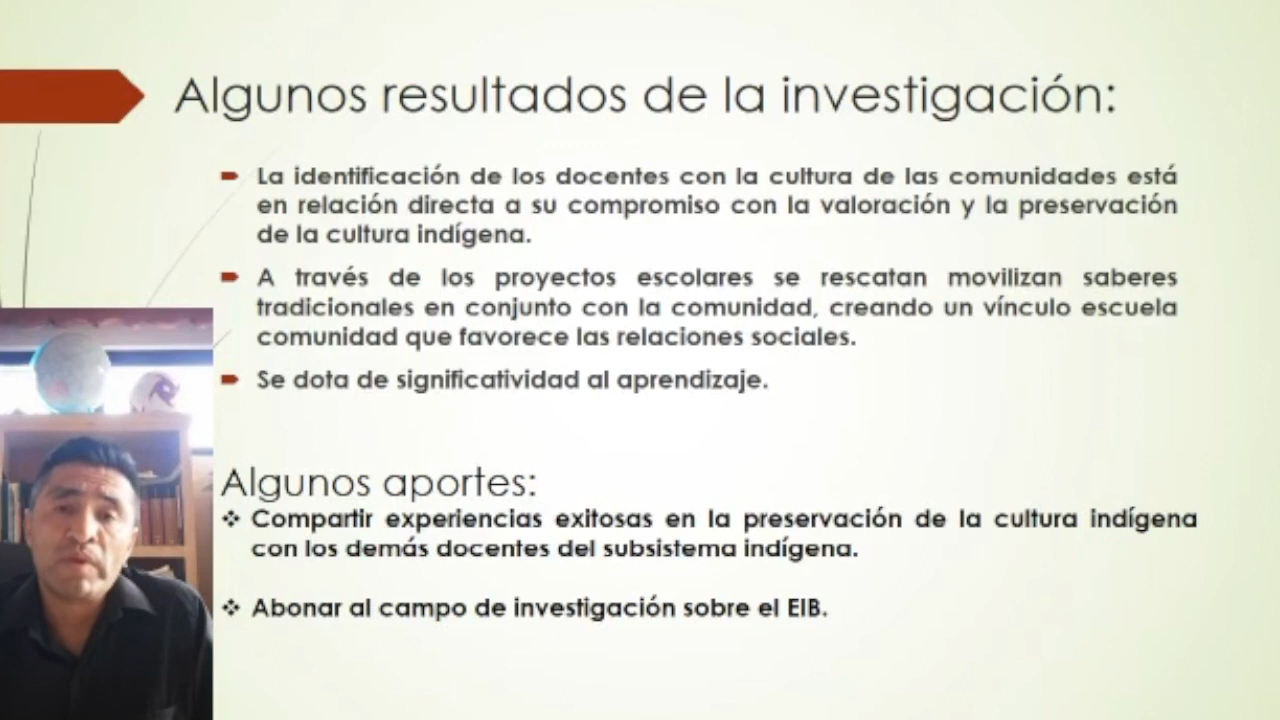 Algunos resultados de la investigación:
La identificación de los docentes con la cultura de las comunidades está
en relación directa a su compromiso con la valoración y la preservación
de la cultura indígena.
A través de los proyectos escolares se rescatan movilizan saberes
tradicionales en conjunto con la comunidad, creando un vínculo escuela
comunidad que favorece las relaciones sociales.
Se dota de significatividad al aprendizaje.
Algunos aportes:
Compartir experiencias exitosas en la preservación de la cultura indígena
con los demás docentes del subsistema indígena.
Abonar al campo de investigación sobre el EIB.